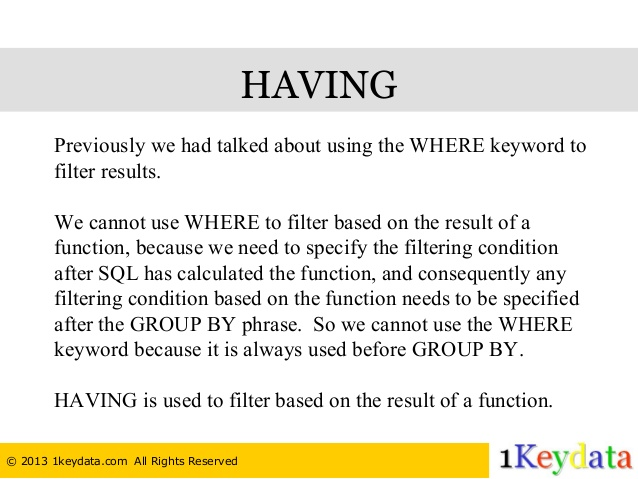 HAVING
Previously we had talked about using the WHERE keyword to
filter results.
We cannot use WHERE to filter based on the result of a
function, because we need to specify the filtering condition
after SQL has calculated the function, and consequently any
filtering condition based on the function needs to be specified
after the GROUP BY phrase.  So we cannot use the WHERE
keyword because it is always used before GROUP BY.
HAVING is used to filter based on the result of a function.
© 2013 1keydata.com  All Rights Reserved
1Keydata